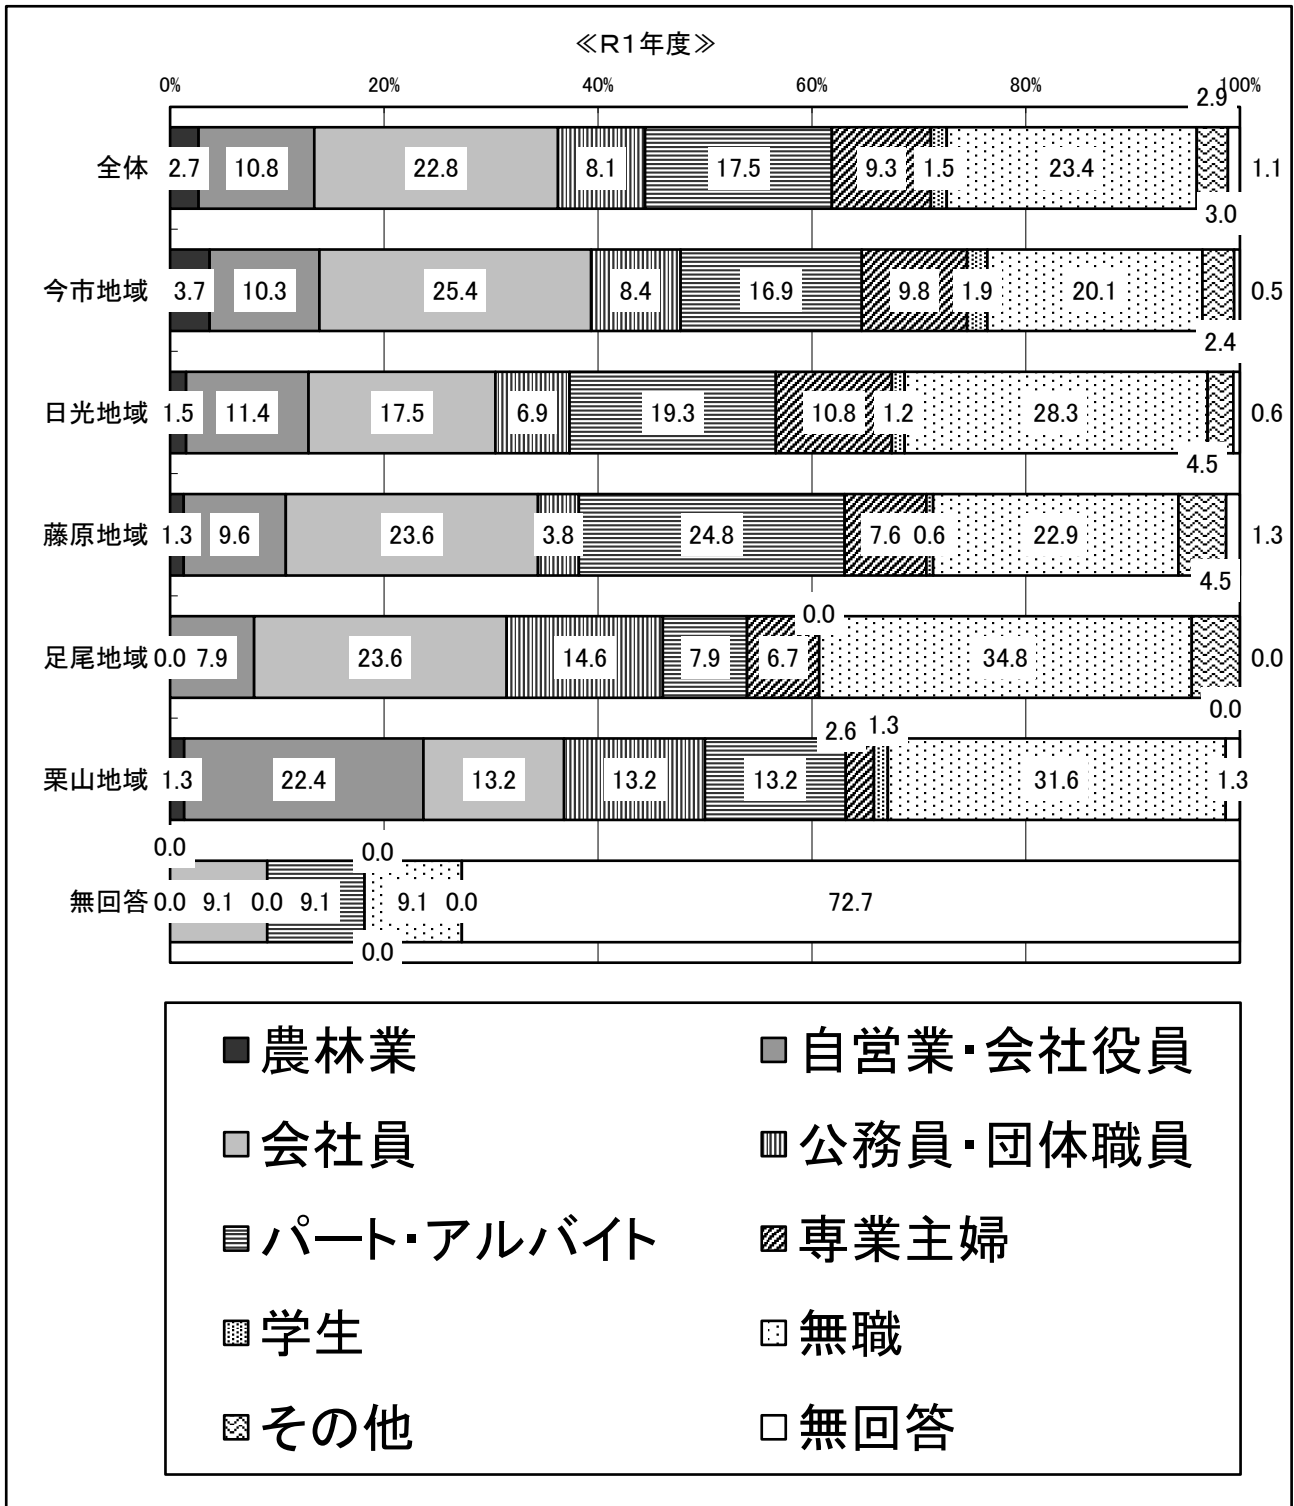 ≪R1年度≫
0% 20% 40% 60% 80% 100%
2.9
全体 2.7 10.8 22.8 8.1 17.5 9.3 1.5 23.4 1.1
3.0
今市地域 3.7 10.3 25.4 8.4 16.9 9.8 1.9 20.1 0.5
2.4
日光地域 1.5 11.4 17.5 6.9 19.3 10.8 1.2 28.3 0.6
4.5
藤原地域 1.3 9.6 23.6 3.8 24.8 7.6 0.6 22.9 1.3
4.5
0.0
足尾地域 0.0 7.9 23.6 14.6 7.9 6.7 34.8 0.0
0.0
2.6 1.3
栗山地域 1.3 22.4 13.2 13.2 13.2 31.6 1.3
0.0 0.0
無回答 0.0 9.1 0.0 9.1 9.1 0.0 72.7
0.0
農林業 自営業・会社役員
会社員 公務員・団体職員
パート・アルバイト 専業主婦
学生 無職
その他 無回答